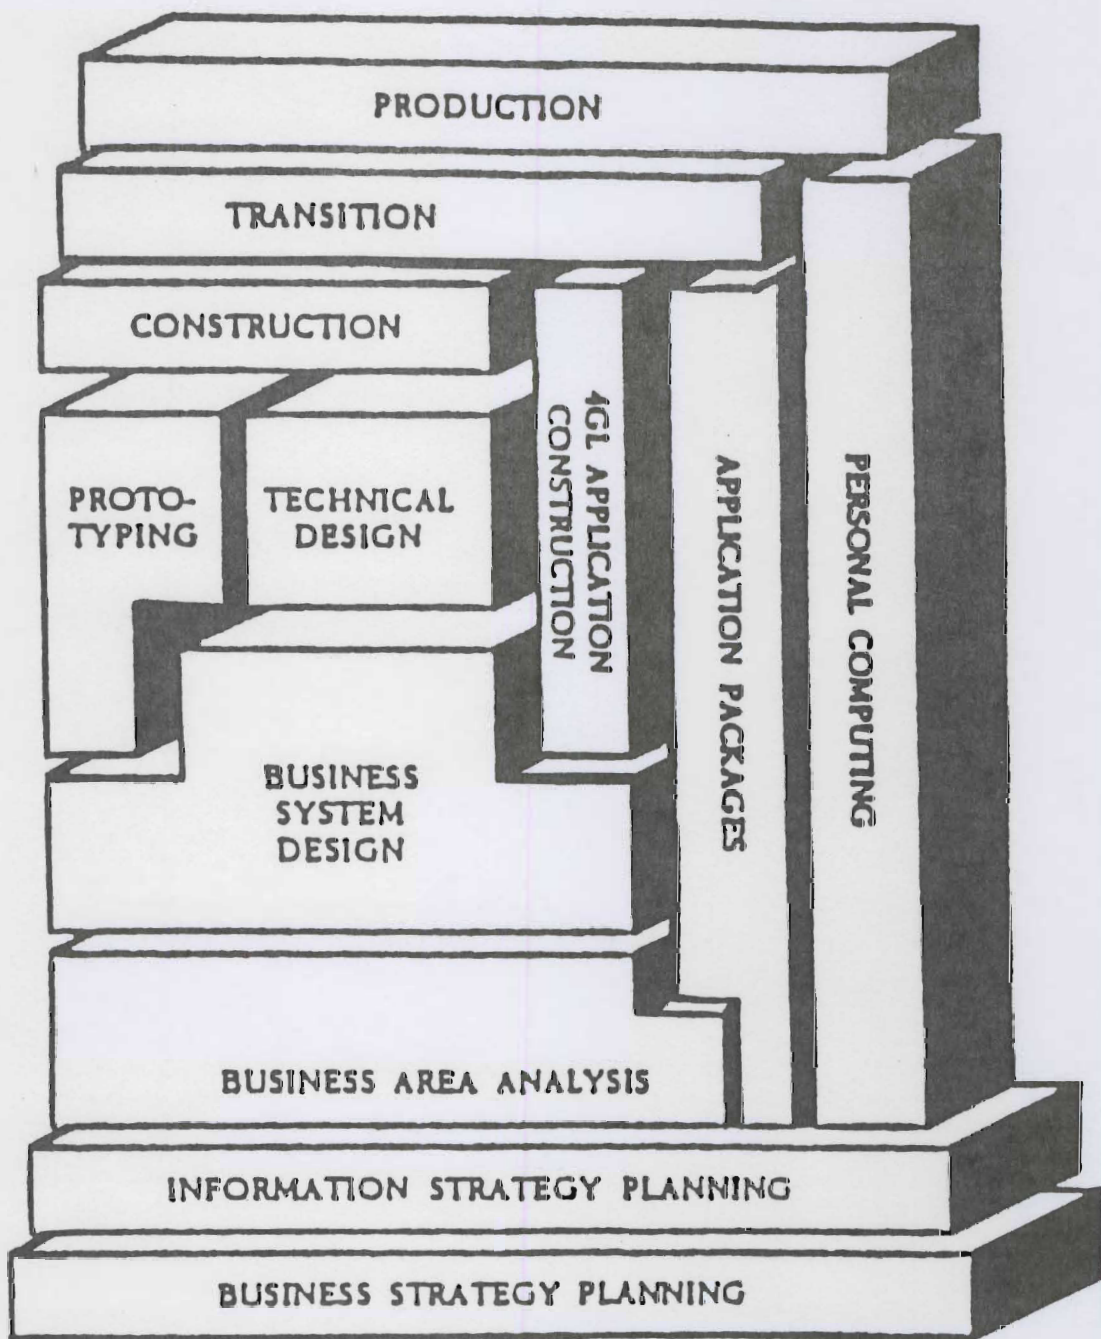 PRODUCTION
TRANSITION
CONSTRUCTION
PROTO-
TYPING
TECHNICAL
DESIGN
4GL APPLICATION
CONSTRUCTION
APPLICATION PACKAGES
PERSONAL COMPUTING
BUSINESS
SYSTEM
DESIGN
BUSINESS AREA ANALYSIS
INFORMATION STRATEGY PLANNING
BUSINESS STRATEGY PLANNING